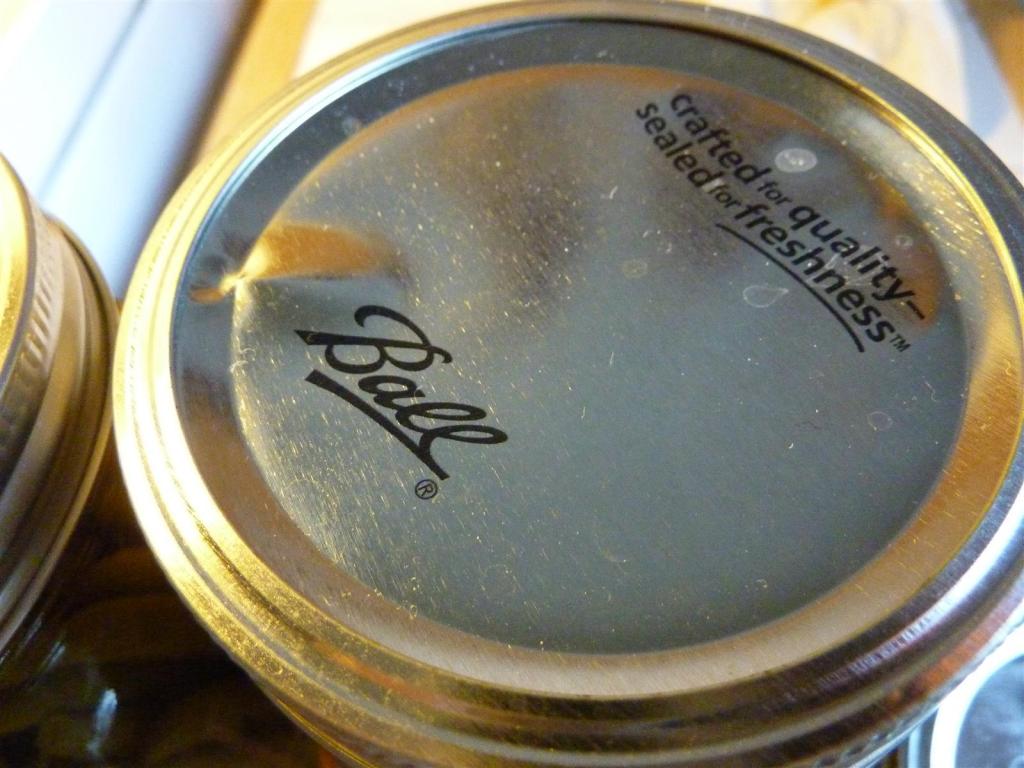 crafted for quality–
sealed for freshness™
Ball®